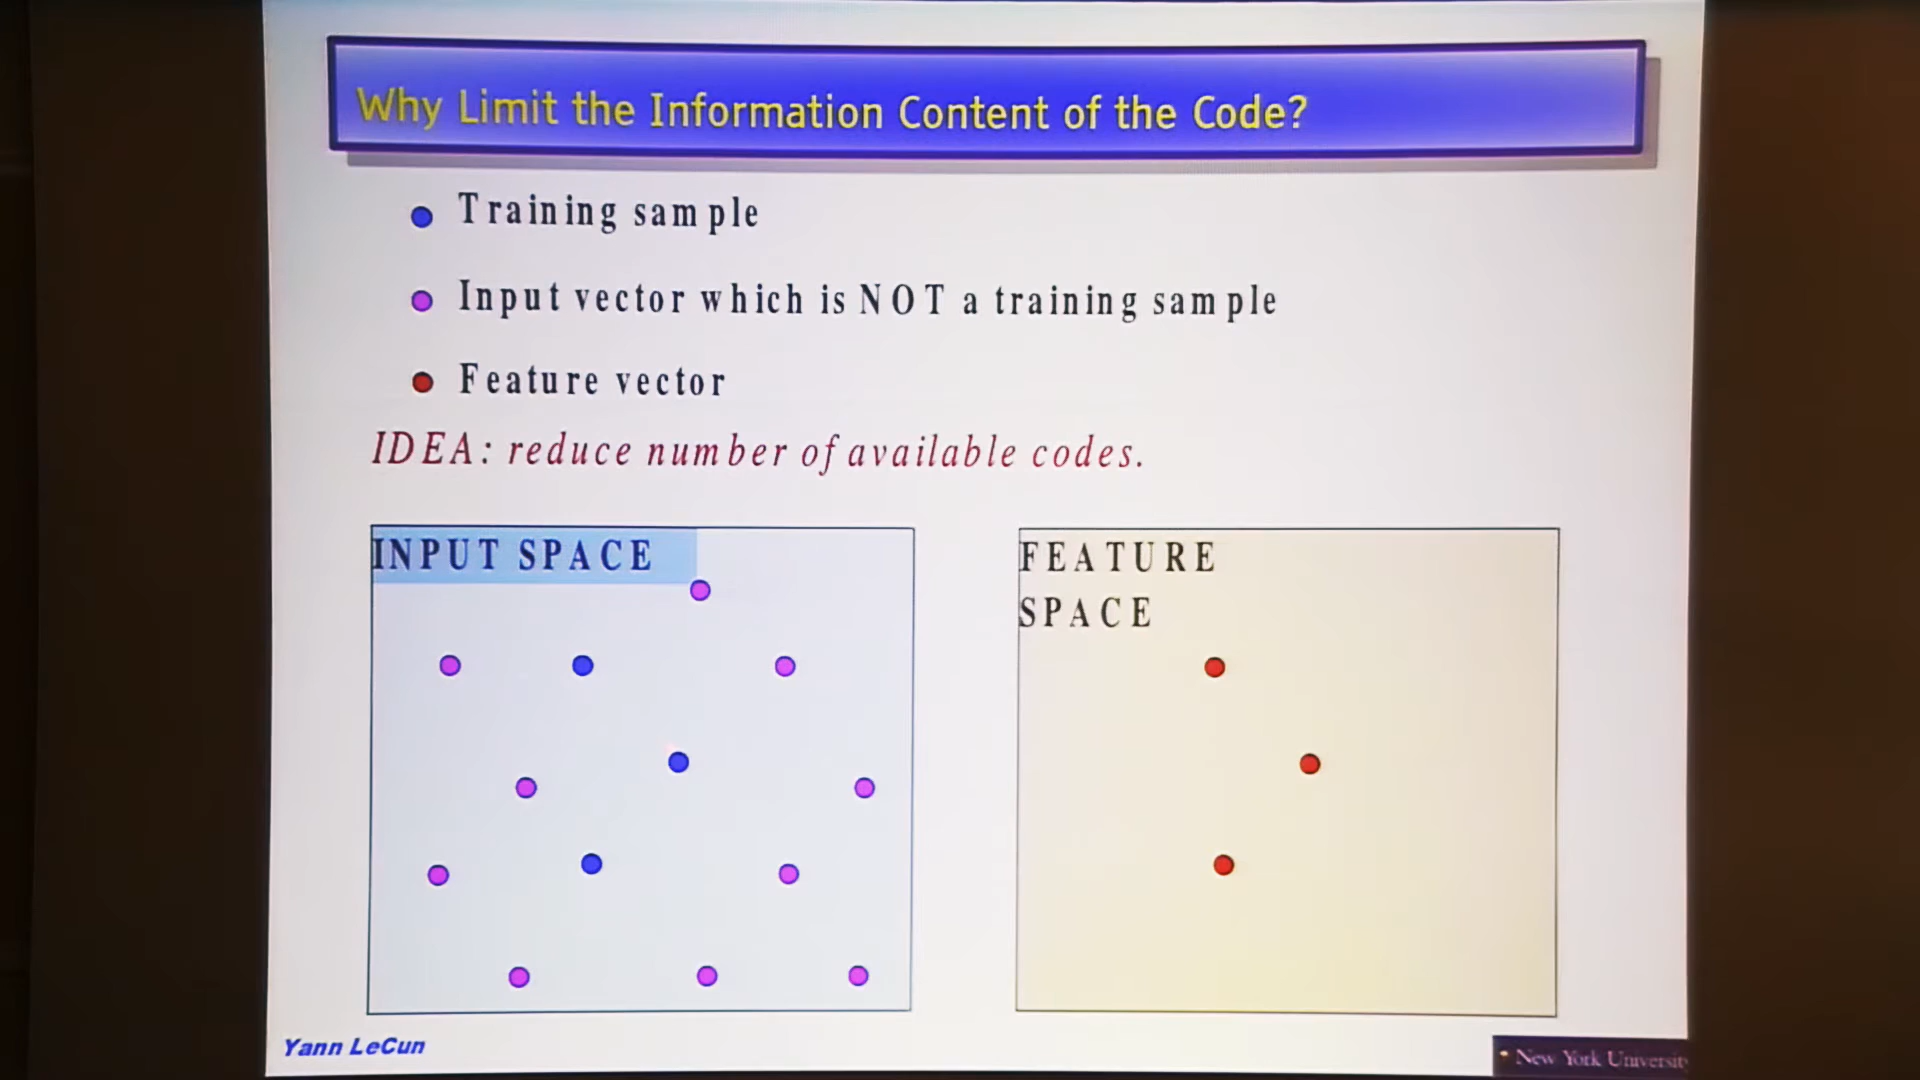 Why Limit the Information Content of the Code?
Training sample
Input vector which is NOT a training sample
Feature vector
IDEA: reduce number of available codes.
INPUT SPACE
FEATURE
SPACE
Yann LeCun
New York University